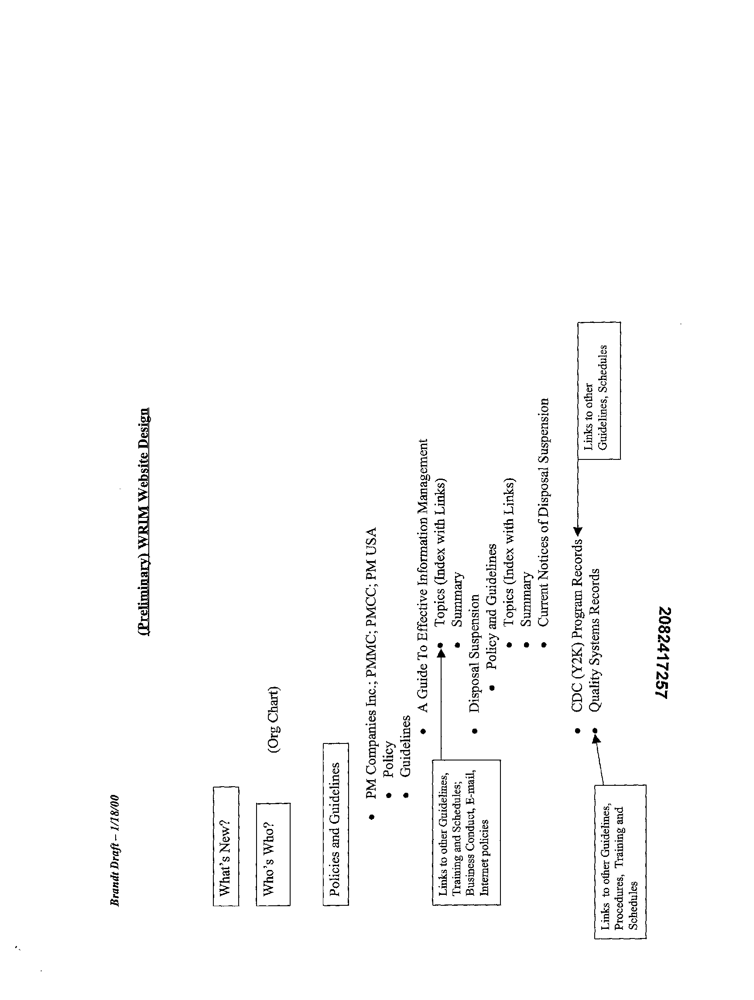 Brandt Draft – 1/18/00
(Preliminary) WRIM Website Design
What's New?
Who's Who?
(Org Chart)
Policies and Guidelines
• PM Companies Inc.; PMMC; PMCC; PM USA
• Policy
• Guidelines
• A Guide To Effective Information Management
• Topics (Index with Links)
• Summary
Links to other Guidelines,
Training and Schedules;
Business Conduct, E-mail,
Internet policies
• Disposal Suspension
• Policy and Guidelines
• Topics (Index with Links)
• Summary
• Current Notices of Disposal Suspension
• CDC (Y2K) Program Records
• Quality Systems Records
Links to other
Guidelines, Schedules
Links to other Guidelines,
Procedures, Training and
Schedules
2082417257